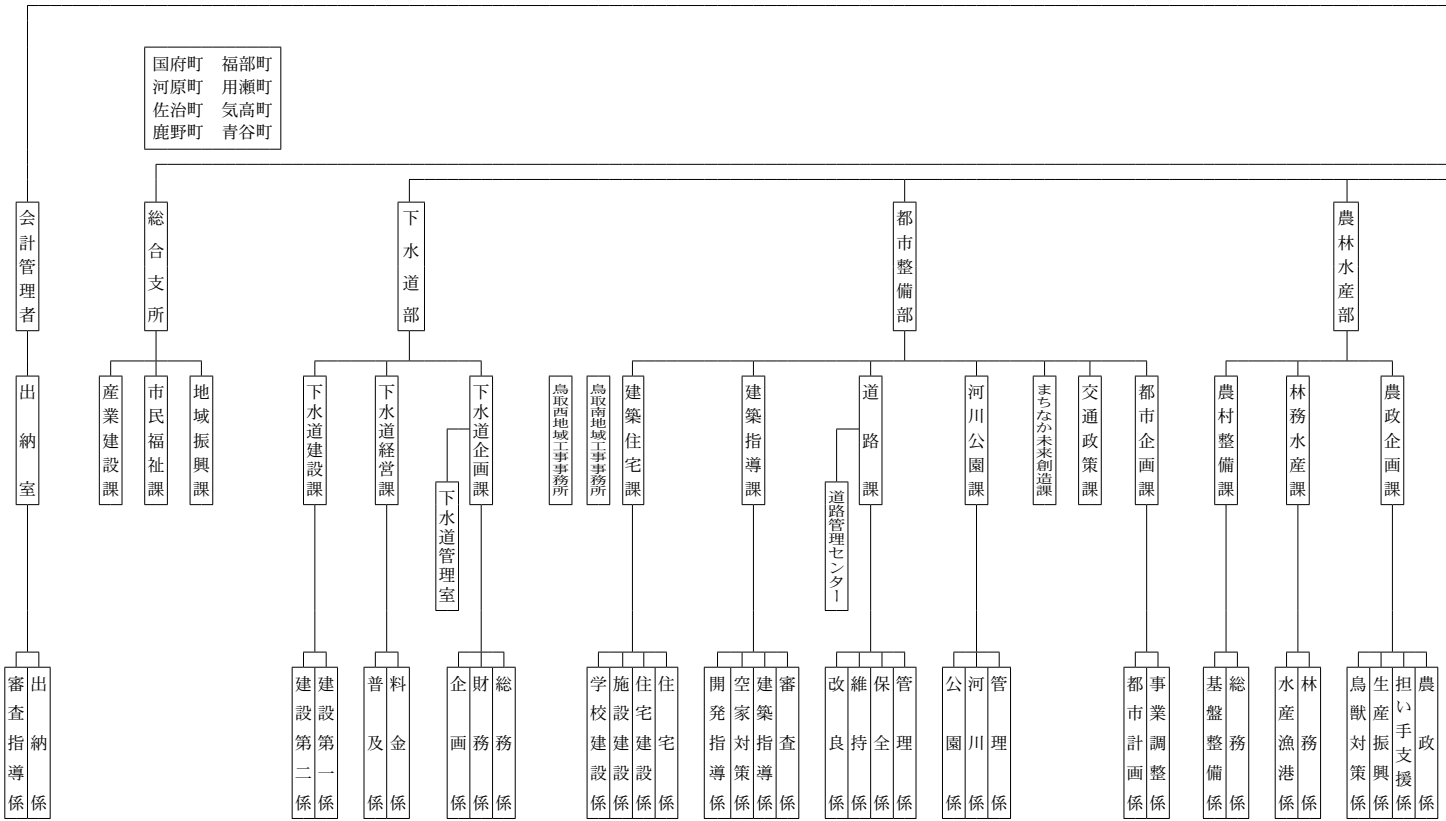 国府町 福部町
河原町 用瀬町
佐治町 気高町
鹿野町 青谷町
農林水産部
都市整備部
下水道部
総合支所
会計管理者
農政企画課
林務水産課
農村整備課
都市企画課
交通政策課
まちなか未来創造課
河川公園課
道路課
道路管理センター
建築指導課
建築住宅課
鳥取南地域工事事務所
鳥取西地域工事事務所
下水道企画課
下水道管理室
下水道経営課
下水道建設課
地域振興課
市民福祉課
産業建設課
出納室
農政係
担い手支援係
生産振興係
鳥獣対策係
林務係
水産漁港係
総務係
基盤整備係
事業調整係
都市計画係
管理係
河川係
公園係
管理係
保全係
維持係
改良係
審査係
建築指導係
空家対策係
開発指導係
住宅係
住宅建設係
施設建設係
学校建設係
総務係
財務係
企画係
料金係
普及係
建設第一係
建設第二係
出納係
審査指導係